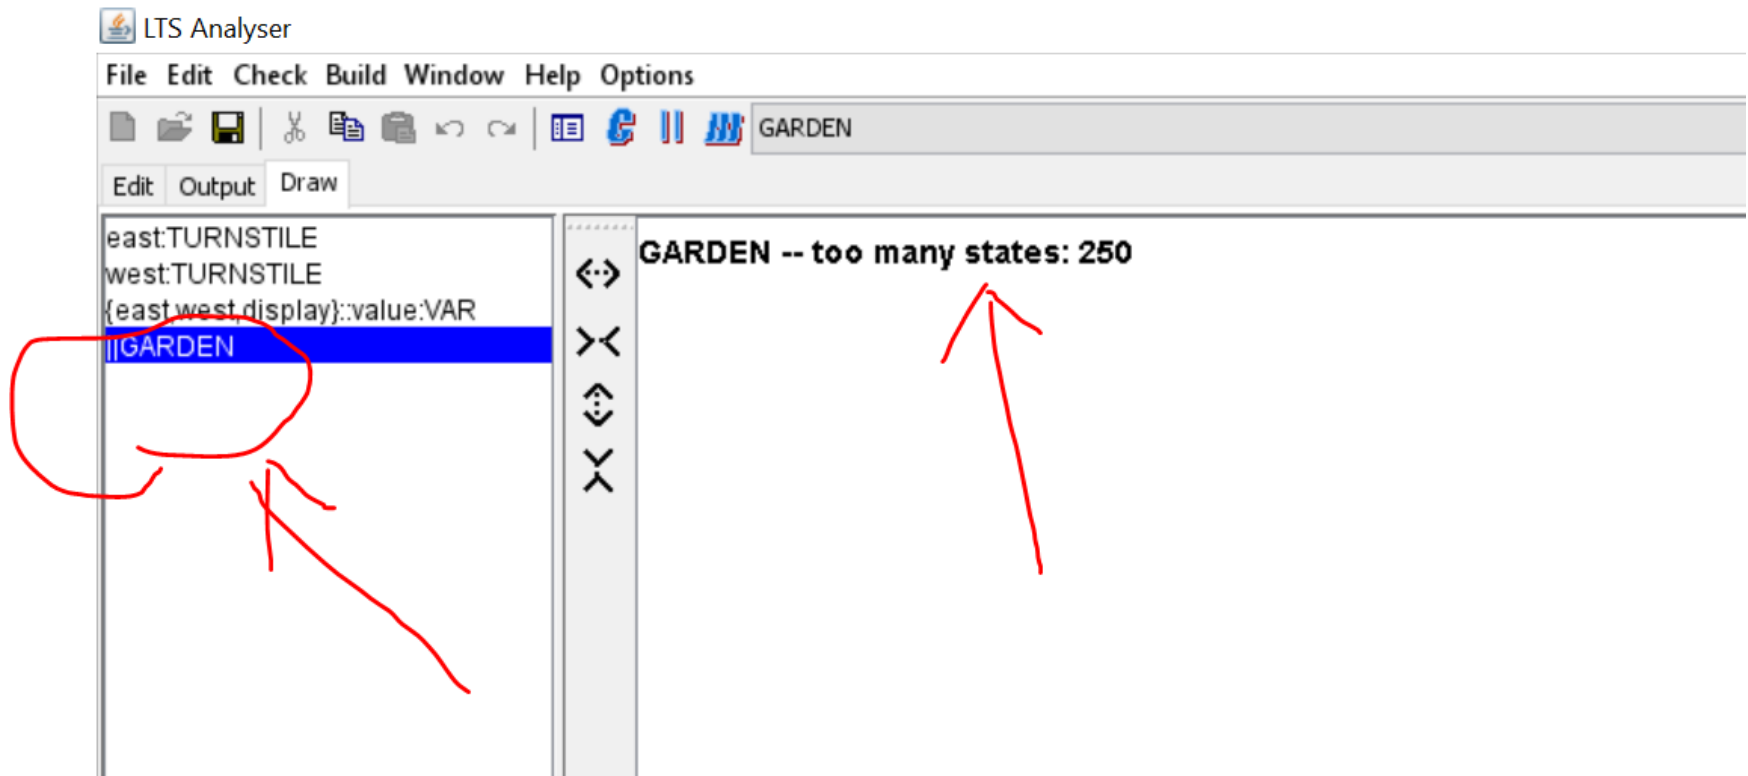 LTS Analyser
File Edit Check Build Window Help Options
GARDEN
Edit Output Draw
east:TURNSTILE
west:TURNSTILE
{east,west,display}::value:VAR
||GARDEN
GARDEN -- too many states: 250